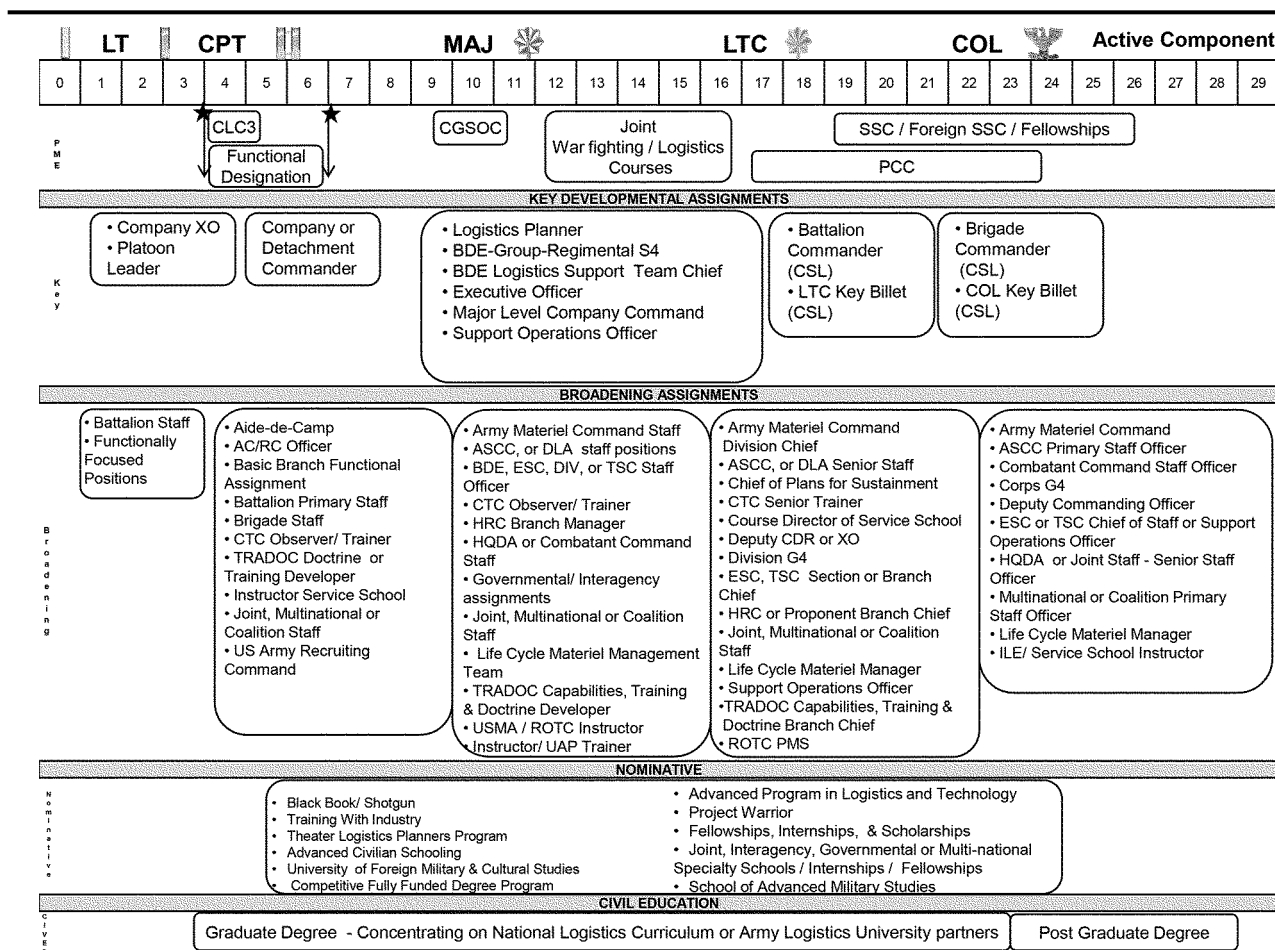 LT CPT MAJ LTC COL Active Component
0 1 2 3 4 5 6 7 8 9 10 11 12 13 14 15 16 17 18 19 20 21 22 23 24 25 26 27 28 29
PME
CLC3
Functional
Designation
CGSOC
Joint
War fighting / Logistics
Courses
SSC / Foreign SSC / Fellowships
PCC
KEY DEVELOPMENTAL ASSIGNMENTS
Key
• Company XO
• Platoon
Leader
Company or
Detachment
Commander
• Logistics Planner
• BDE-Group-Regimental S4
• BDE Logistics Support Team Chief
• Executive Officer
• Major Level Company Command
• Support Operations Officer
• Battalion
Commander
(CSL)
• LTC Key Billet
(CSL)
• Brigade
Commander
(CSL)
• COL Key Billet
(CSL)
BROADENING ASSIGNMENTS
Broadening
• Battalion Staff
• Functionally
Focused
Positions
• Aide-de-Camp
• AC/RC Officer
• Basic Branch Functional
Assignment
• Battalion Primary Staff
• Brigade Staff
• CTC Observer/ Trainer
• TRADOC Doctrine or
Training Developer
• Instructor Service School
• Joint, Multinational or
Coalition Staff
• US Army Recruiting
Command
• Army Materiel Command Staff
• ASCC, or DLA staff positions
• BDE, ESC, DIV, or TSC Staff
Officer
• CTC Observer/ Trainer
• HRC Branch Manager
• HQDA or Combatant Command
Staff
• Governmental/ Interagency
assignments
• Joint, Multinational or Coalition
Staff
• Life Cycle Materiel Management
Team
• TRADOC Capabilities, Training
& Doctrine Developer
• USMA / ROTC Instructor
• Instructor/ UAP Trainer
• Army Materiel Command
Division Chief
• ASCC, or DLA Senior Staff
• Chief of Plans for Sustainment
• CTC Senior Trainer
• Course Director of Service School
• Deputy CDR or XO
• Division G4
• ESC, TSC Section or Branch
Chief
• HRC or Proponent Branch Chief
• Joint, Multinational or Coalition
Staff
• Life Cycle Materiel Manager
• Support Operations Officer
•TRADOC Capabilities, Training &
Doctrine Branch Chief
• ROTC PMS
• Army Materiel Command
• ASCC Primary Staff Officer
• Combatant Command Staff Officer
• Corps G4
• Deputy Commanding Officer
• ESC or TSC Chief of Staff or Support
Operations Officer
• HQDA or Joint Staff - Senior Staff
Officer
• Multinational or Coalition Primary
Staff Officer
• Life Cycle Materiel Manager
• ILE/ Service School Instructor
NOMINATIVE
Nominative
• Black Book/ Shotgun
• Training With Industry
• Theater Logistics Planners Program
• Advanced Civilian Schooling
• University of Foreign Military & Cultural Studies
• Competitive Fully Funded Degree Program
• Advanced Program in Logistics and Technology
• Project Warrior
• Fellowships, Internships, & Scholarships
• Joint, Interagency, Governmental or Multi-national
Specialty Schools / Internships / Fellowships
• School of Advanced Military Studies
CIVIL EDUCATION
Graduate Degree - Concentrating on National Logistics Curriculum or Army Logistics University partners
Post Graduate Degree